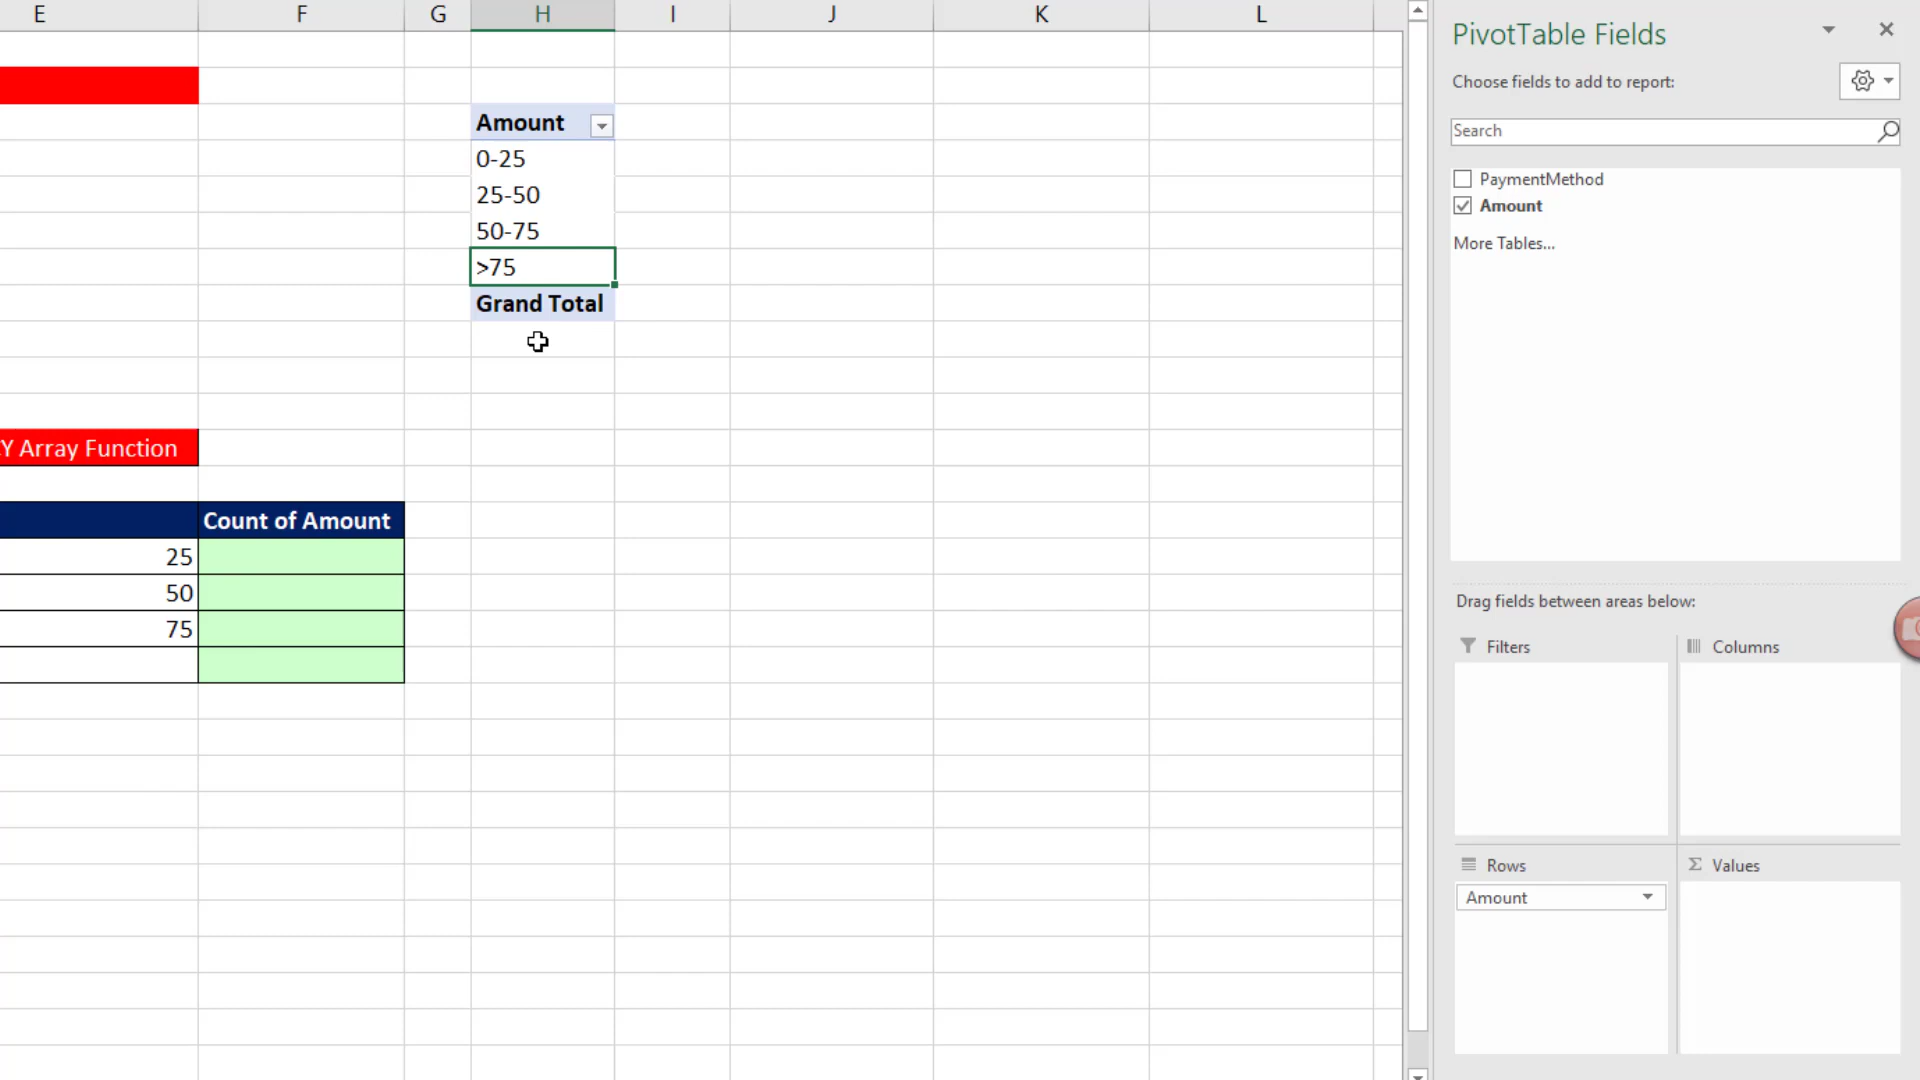 E F G H I J K L
Amount
0-25
25-50
50-75
>75
Grand Total
Y Array Function
Count of Amount
25
50
75
PivotTable Fields
Choose fields to add to report:
Search
PaymentMethod
Amount
More Tables...
Drag fields between areas below:
Filters
Columns
Rows
Σ Values
Amount